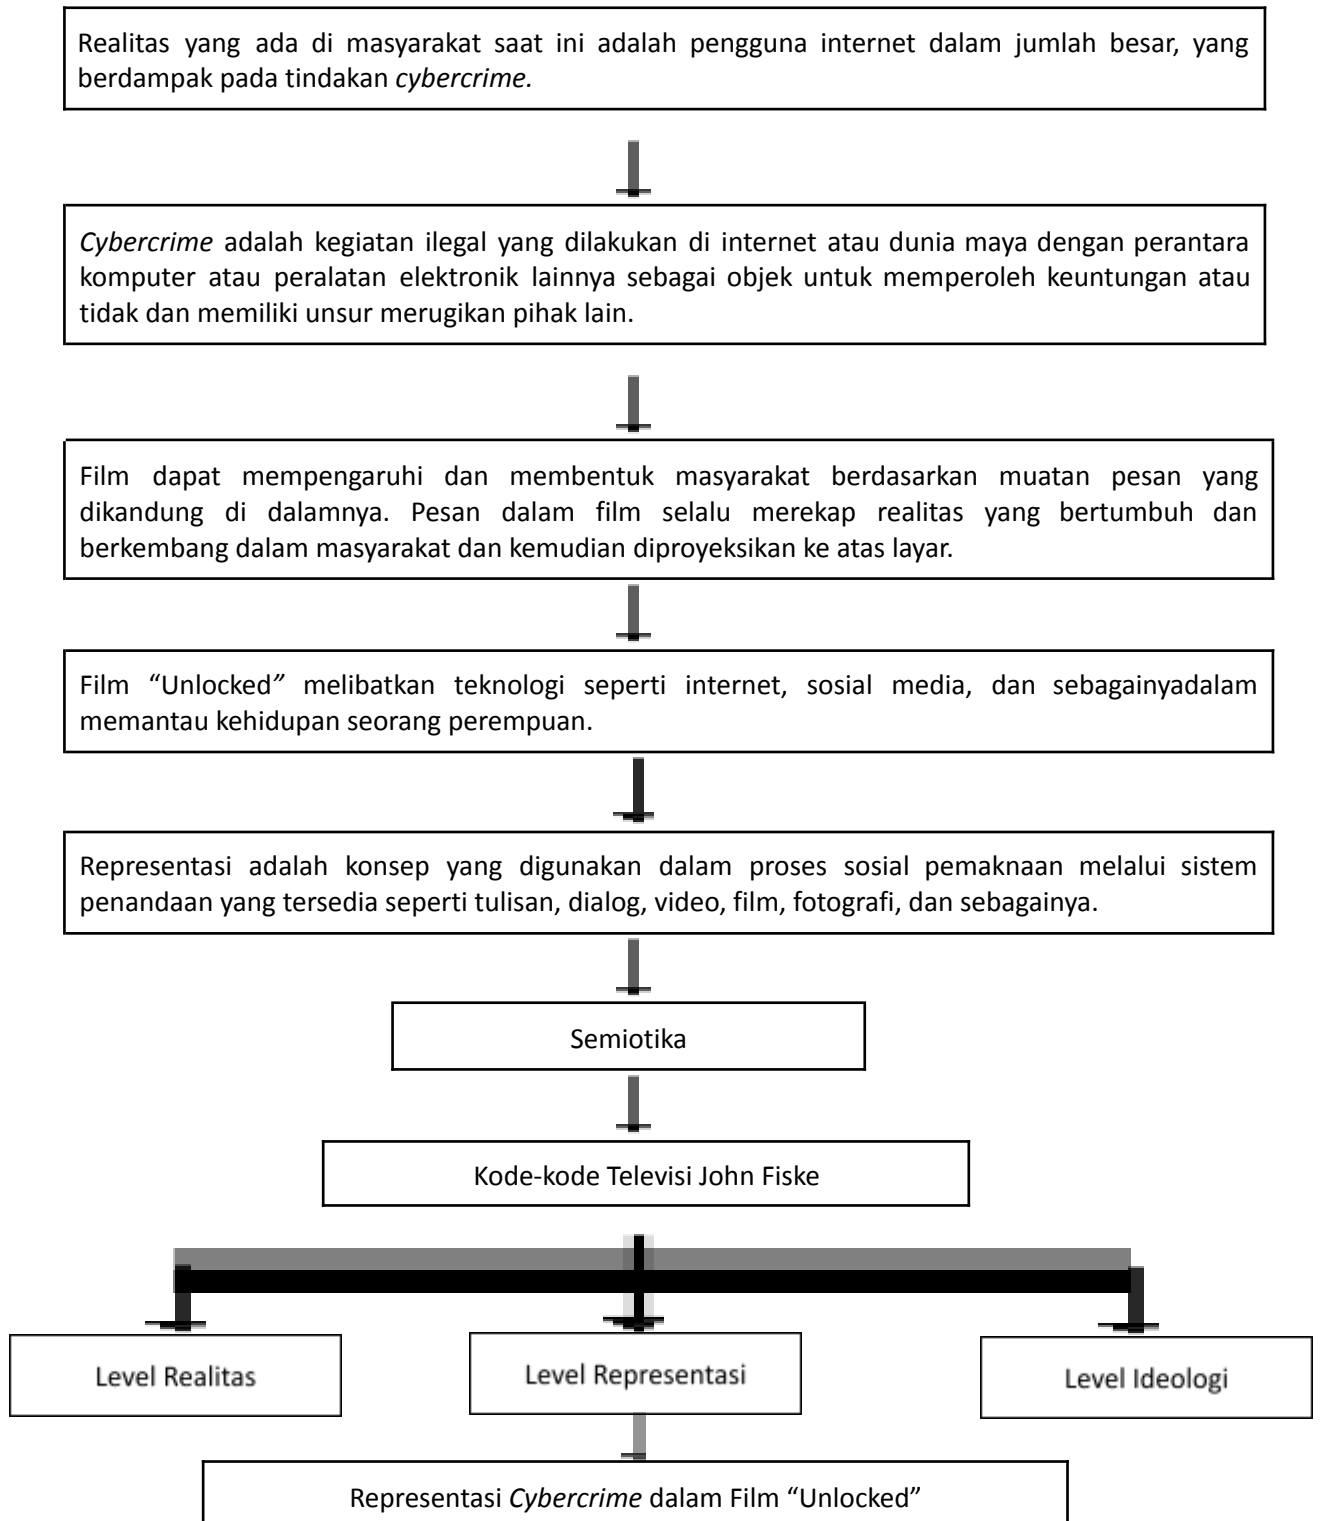 Realitas yang ada di masyarakat saat ini adalah pengguna internet dalam jumlah besar, yang
berdampak pada tindakan cybercrime.
Cybercrime adalah kegiatan ilegal yang dilakukan di internet atau dunia maya dengan perantara
komputer atau peralatan elektronik lainnya sebagai objek untuk memperoleh keuntungan atau
tidak dan memiliki unsur merugikan pihak lain.
Film dapat mempengaruhi dan membentuk masyarakat berdasarkan muatan pesan yang
dikandung di dalamnya. Pesan dalam film selalu merekap realitas yang bertumbuh dan
berkembang dalam masyarakat dan kemudian diproyeksikan ke atas layar.
Film “Unlocked” melibatkan teknologi seperti internet, sosial media, dan sebagainyadalam
memantau kehidupan seorang perempuan.
Representasi adalah konsep yang digunakan dalam proses sosial pemaknaan melalui sistem
penandaan yang tersedia seperti tulisan, dialog, video, film, fotografi, dan sebagainya.
Semiotika
Kode-kode Televisi John Fiske
Level Realitas
Level Representasi
Level Ideologi
Representasi Cybercrime dalam Film “Unlocked”